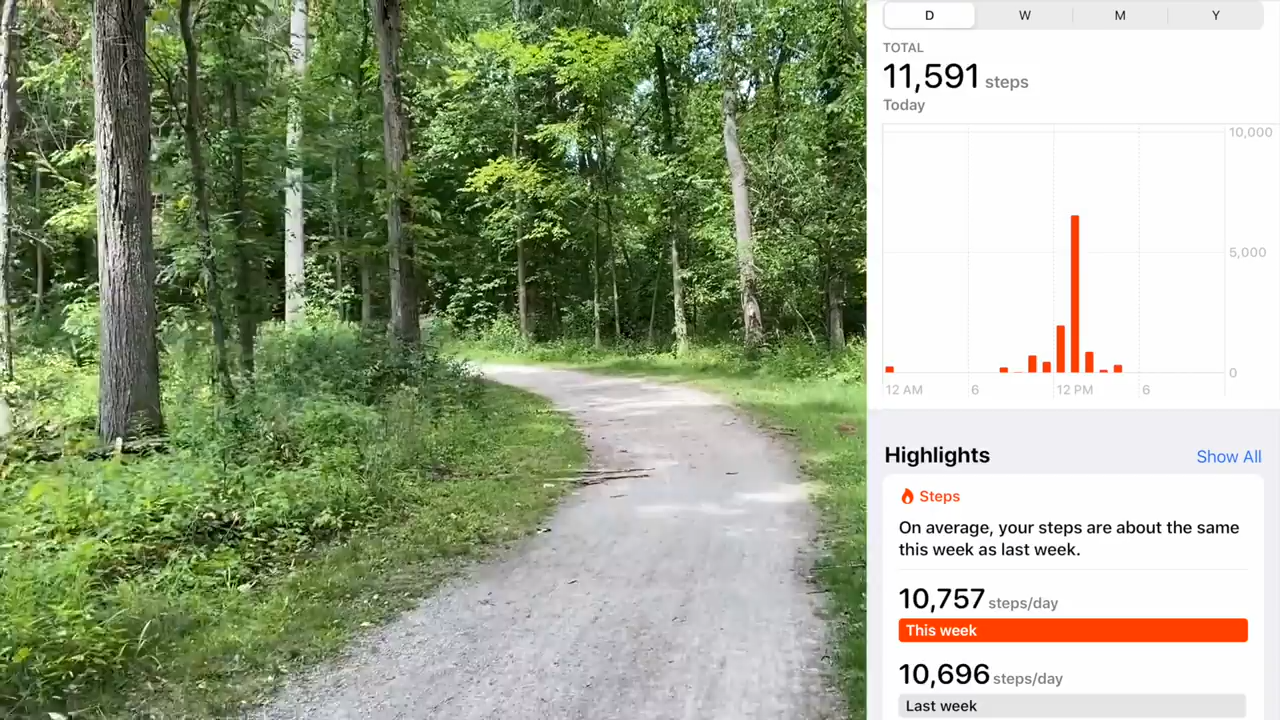 D W M Y
TOTAL
11,591 steps
Today
10,000
5,000
0
12 AM 6 12 PM 6
Highlights Show All
Steps
On average, your steps are about the same
this week as last week.
10,757 steps/day
This week
10,696 steps/day
Last week